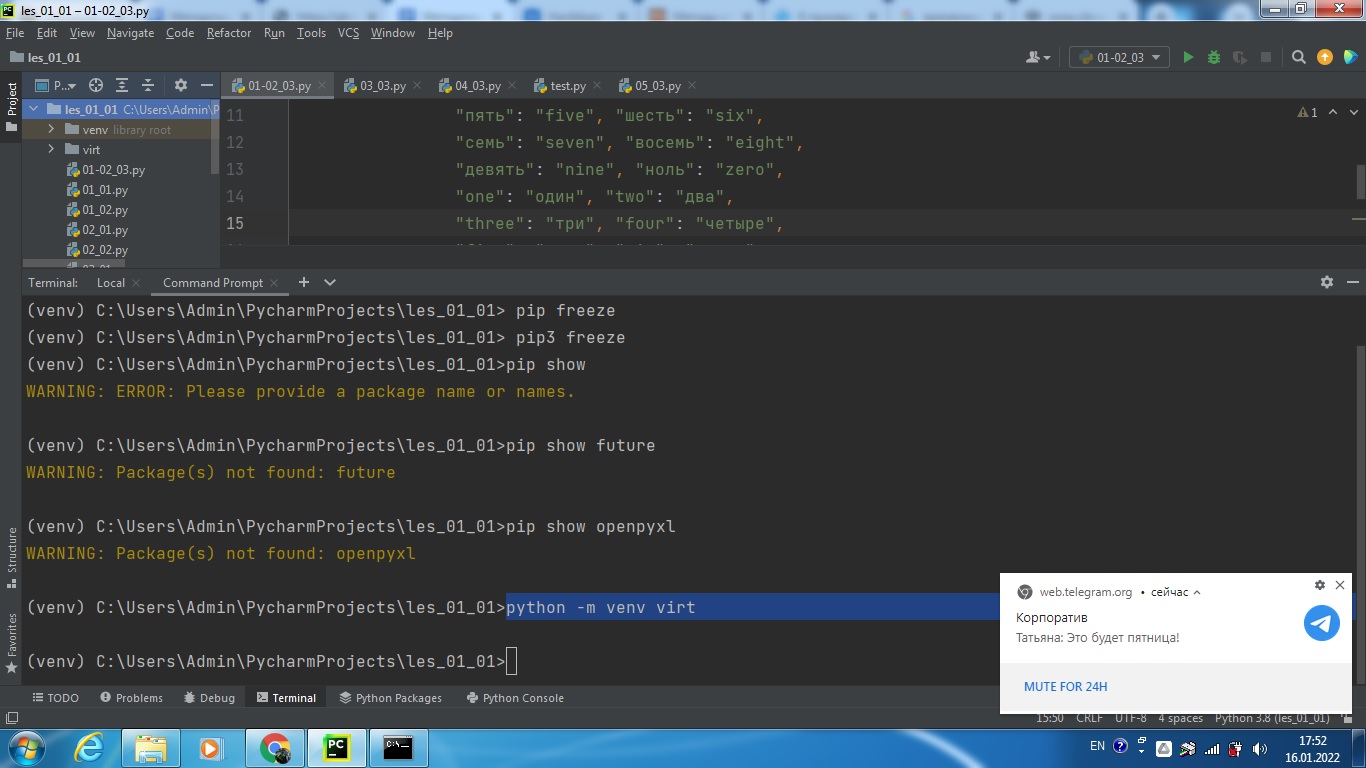 les_01_01 – 01-02_03.py
File Edit View Navigate Code Refactor Run Tools VCS Window Help
les_01_01
01-02_03
P...
01-02_03.py 03_03.py 04_03.py test.py 05_03.py
Project
les_01_01 C:\Users\Admin\P
venv library root
virt
01-02_03.py
01_01.py
01_02.py
02_01.py
02_02.py
11 "пять": "five", "шесть": "six",
12 "семь": "seven", "восемь": "eight",
13 "девять": "nine", "ноль": "zero",
14 "one": "один", "two": "два",
15 "three": "три", "four": "четыре",
1
Terminal: Local Command Prompt
(venv) C:\Users\Admin\PycharmProjects\les_01_01> pip freeze
(venv) C:\Users\Admin\PycharmProjects\les_01_01> pip3 freeze
(venv) C:\Users\Admin\PycharmProjects\les_01_01>pip show
WARNING: ERROR: Please provide a package name or names.
(venv) C:\Users\Admin\PycharmProjects\les_01_01>pip show future
WARNING: Package(s) not found: future
(venv) C:\Users\Admin\PycharmProjects\les_01_01>pip show openpyxl
WARNING: Package(s) not found: openpyxl
(venv) C:\Users\Admin\PycharmProjects\les_01_01>python -m venv virt
(venv) C:\Users\Admin\PycharmProjects\les_01_01>
Structure
Favorites
web.telegram.org • сейчас
Корпоратив
Татьяна: Это будет пятница!
MUTE FOR 24H
TODO Problems Debug Terminal Python Packages Python Console
15:50 CRLF UTF-8 4 spaces Python 3.8 (les_01_01)
PC
C:\
EN
17:52
16.01.2022